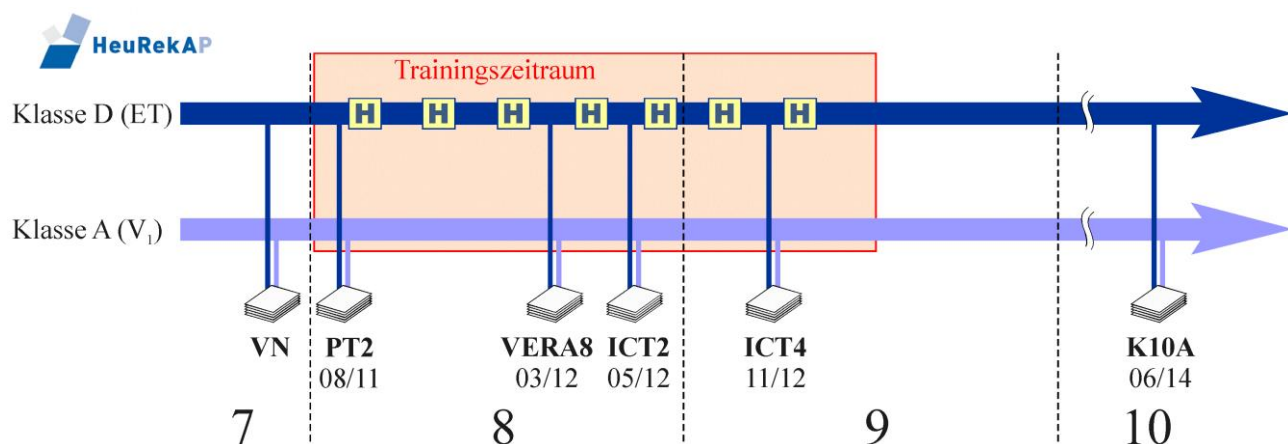 HeuRekAP
Trainingszeitraum
Klasse D (ET)
H H H H H H H
Klasse A (V₁)
VN PT2 VERA8 ICT2 ICT4 K10A
08/11 03/12 05/12 11/12 06/14
7 8 9 10